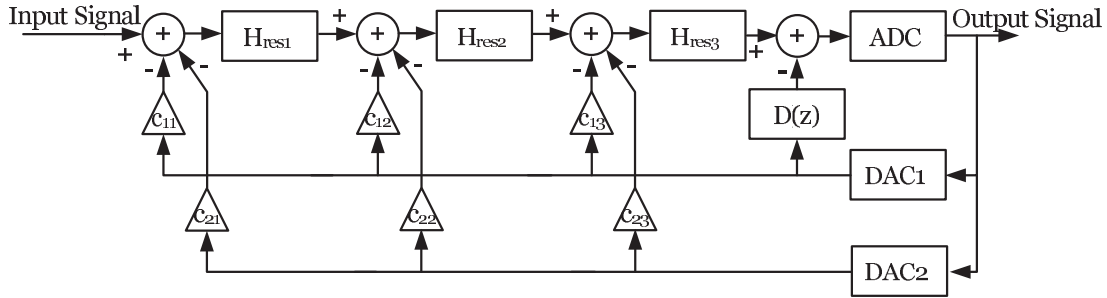 Input Signal
Output Signal
+ Hres1 + + Hres2 + + Hres3 + ADC
+ - - - - - - + -
c11 c12 c13 D(z)
DAC1
c21 c22 c23
DAC2